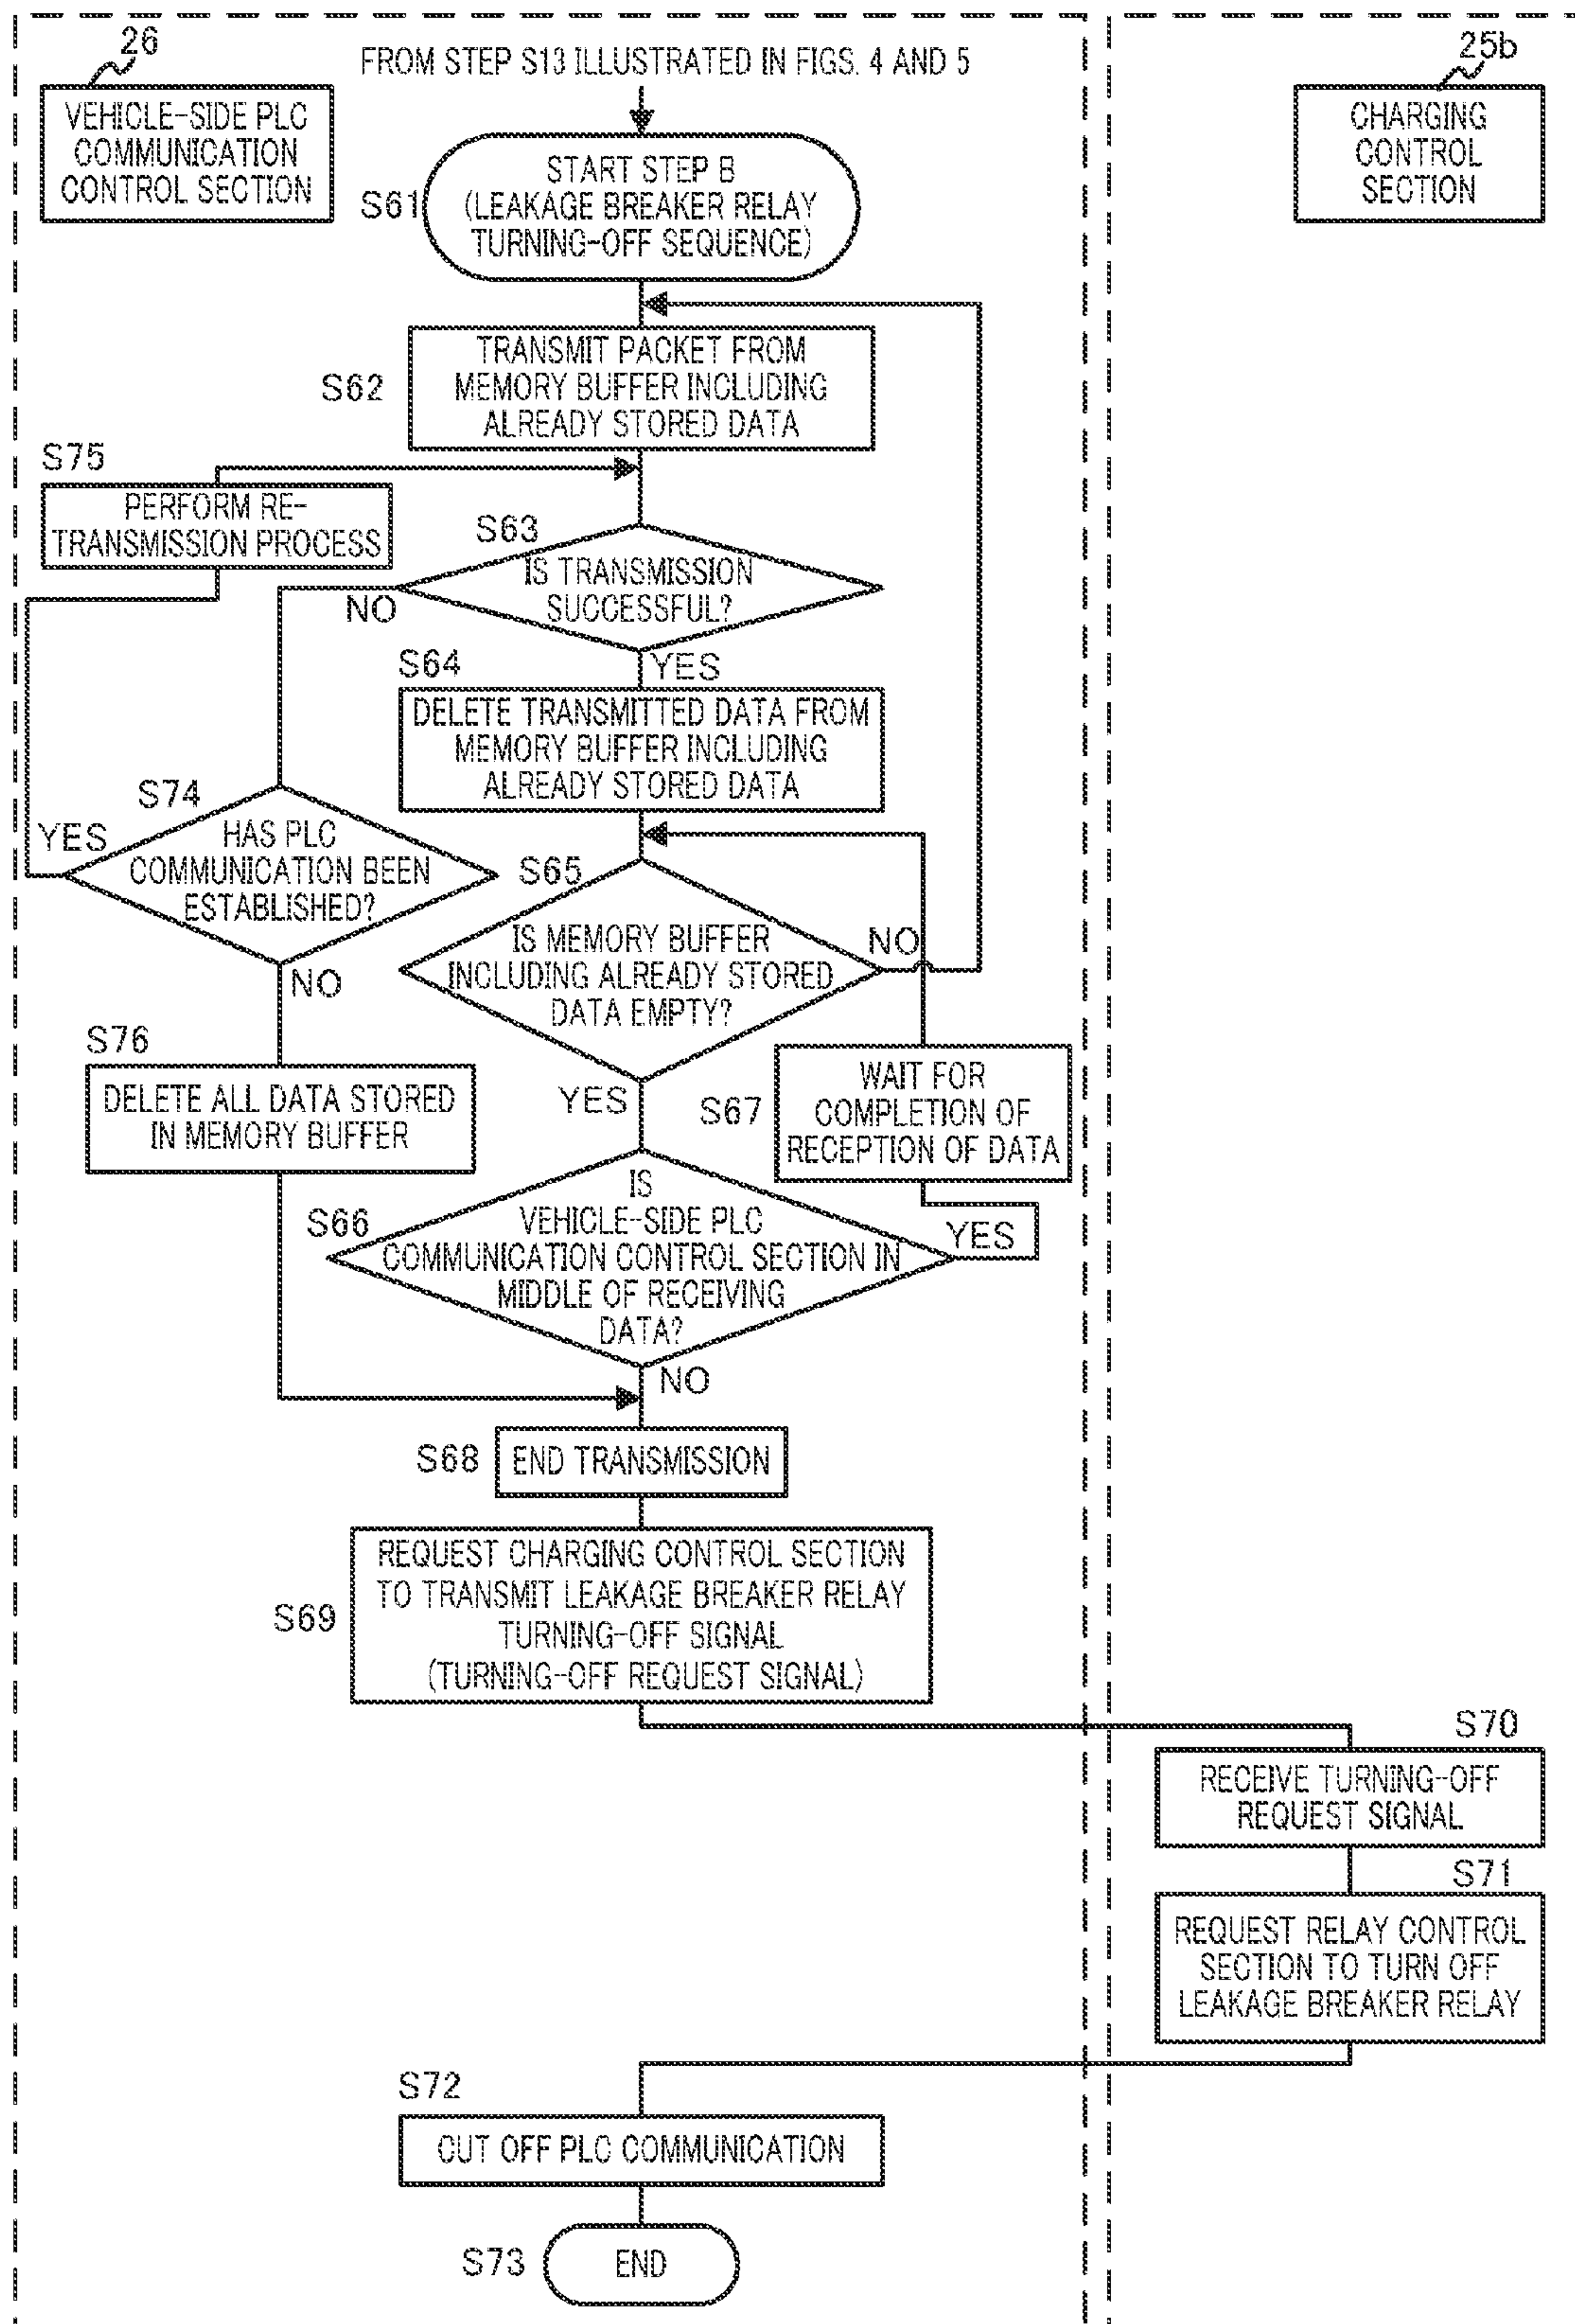 26
FROM STEP S13 ILLUSTRATED IN FIGS. 4 AND 5
25b
VEHICLE-SIDE PLC
COMMUNICATION
CONTROL SECTION
CHARGING
CONTROL
SECTION
S61
START STEP B
(LEAKAGE BREAKER RELAY
TURNING-OFF SEQUENCE)
S62
TRANSMIT PACKET FROM
MEMORY BUFFER INCLUDING
ALREADY STORED DATA
S75
PERFORM RE-
TRANSMISSION PROCESS
S63
IS TRANSMISSION
SUCCESSFUL?
NO
YES
S64
DELETE TRANSMITTED DATA FROM
MEMORY BUFFER INCLUDING
ALREADY STORED DATA
S74
YES
HAS PLC
COMMUNICATION BEEN
ESTABLISHED?
NO
S65
IS MEMORY BUFFER
INCLUDING ALREADY STORED
DATA EMPTY?
NO
YES
S76
DELETE ALL DATA STORED
IN MEMORY BUFFER
S67
WAIT FOR
COMPLETION OF
RECEPTION OF DATA
S66
IS
VEHICLE-SIDE PLC
COMMUNICATION CONTROL SECTION IN
MIDDLE OF RECEIVING
DATA?
YES
NO
S68
END TRANSMISSION
S69
REQUEST CHARGING CONTROL SECTION
TO TRANSMIT LEAKAGE BREAKER RELAY
TURNING-OFF SIGNAL
(TURNING-OFF REQUEST SIGNAL)
S70
RECEIVE TURNING-OFF
REQUEST SIGNAL
S71
REQUEST RELAY CONTROL
SECTION TO TURN OFF
LEAKAGE BREAKER RELAY
S72
CUT OFF PLC COMMUNICATION
S73
END